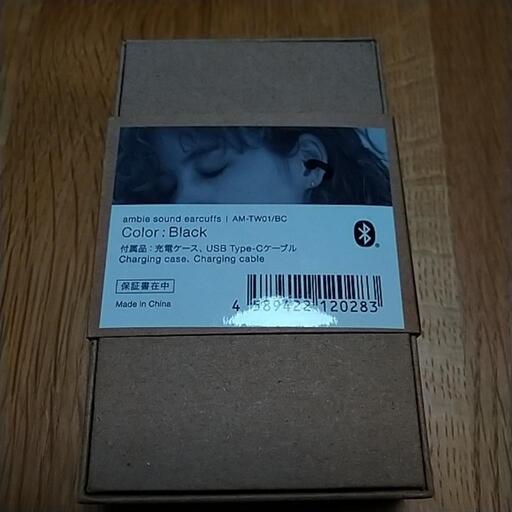 ambie sound earcuffs | AM-TW01/BC
Color : Black
付属品：充電ケース、USB Type-Cケーブル
Charging case、Charging cable
保証書在中
Made in China
4 589422 120283